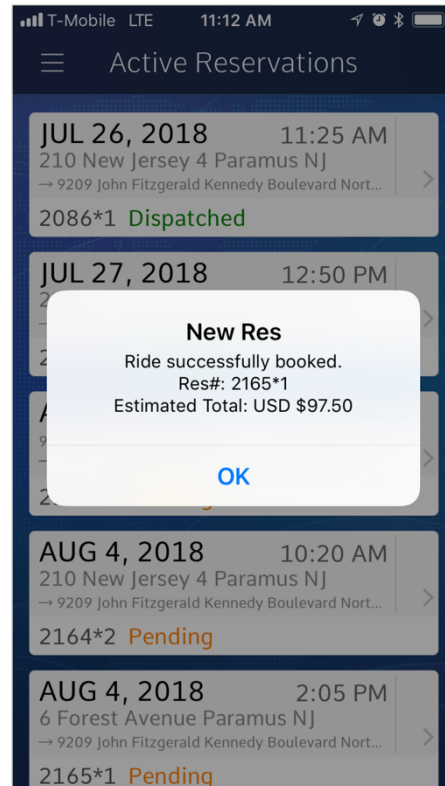 T-Mobile LTE 11:12 AM
Active Reservations
JUL 26, 2018 11:25 AM
210 New Jersey 4 Paramus NJ
→ 9209 John Fitzgerald Kennedy Boulevard Nort...
2086*1 Dispatched
JUL 27, 2018 12:50 PM
New Res
Ride successfully booked.
Res#: 2165*1
Estimated Total: USD $97.50
OK
AUG 4, 2018 10:20 AM
210 New Jersey 4 Paramus NJ
→ 9209 John Fitzgerald Kennedy Boulevard Nort...
2164*2 Pending
AUG 4, 2018 2:05 PM
6 Forest Avenue Paramus NJ
→ 9209 John Fitzgerald Kennedy Boulevard Nort...
2165*1 Pending